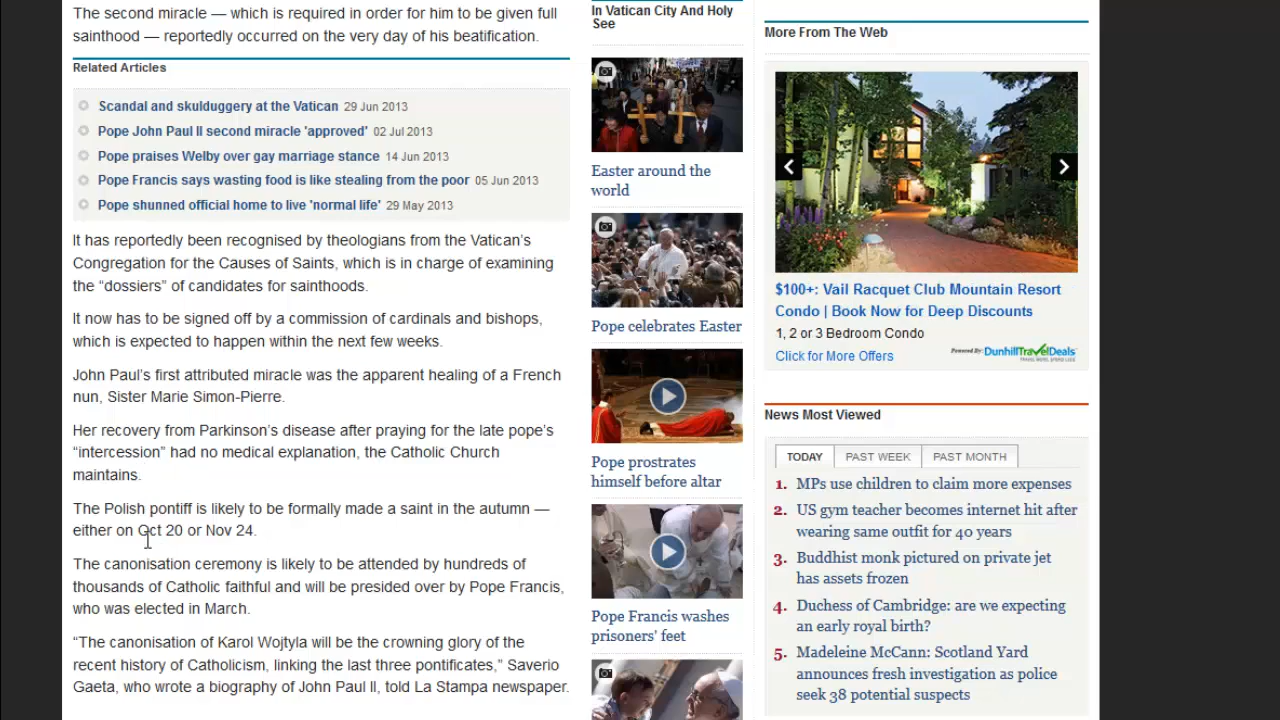 The second miracle — which is required in order for him to be given full
sainthood — reportedly occurred on the very day of his beatification.
Related Articles
Scandal and skulduggery at the Vatican 29 Jun 2013
Pope John Paul II second miracle 'approved' 02 Jul 2013
Pope praises Welby over gay marriage stance 14 Jun 2013
Pope Francis says wasting food is like stealing from the poor 05 Jun 2013
Pope shunned official home to live 'normal life' 29 May 2013
It has reportedly been recognised by theologians from the Vatican's
Congregation for the Causes of Saints, which is in charge of examining
the “dossiers” of candidates for sainthoods.
It now has to be signed off by a commission of cardinals and bishops,
which is expected to happen within the next few weeks.
John Paul's first attributed miracle was the apparent healing of a French
nun, Sister Marie Simon-Pierre.
Her recovery from Parkinson's disease after praying for the late pope's
“intercession” had no medical explanation, the Catholic Church
maintains.
The Polish pontiff is likely to be formally made a saint in the autumn —
either on Oct 20 or Nov 24.
The canonisation ceremony is likely to be attended by hundreds of
thousands of Catholic faithful and will be presided over by Pope Francis,
who was elected in March.
“The canonisation of Karol Wojtyla will be the crowning glory of the
recent history of Catholicism, linking the last three pontificates,” Saverio
Gaeta, who wrote a biography of John Paul II, told La Stampa newspaper.
In Vatican City And Holy
See
Easter around the
world
Pope celebrates Easter
Pope prostrates
himself before altar
Pope Francis washes
prisoners' feet
More From The Web
$100+: Vail Racquet Club Mountain Resort
Condo | Book Now for Deep Discounts
1, 2 or 3 Bedroom Condo
Click for More Offers
Powered By: DunhillTravelDeals
News Most Viewed
TODAY PAST WEEK PAST MONTH
1. MPs use children to claim more expenses
2. US gym teacher becomes internet hit after
wearing same outfit for 40 years
3. Buddhist monk pictured on private jet
has assets frozen
4. Duchess of Cambridge: are we expecting
an early royal birth?
5. Madeleine McCann: Scotland Yard
announces fresh investigation as police
seek 38 potential suspects